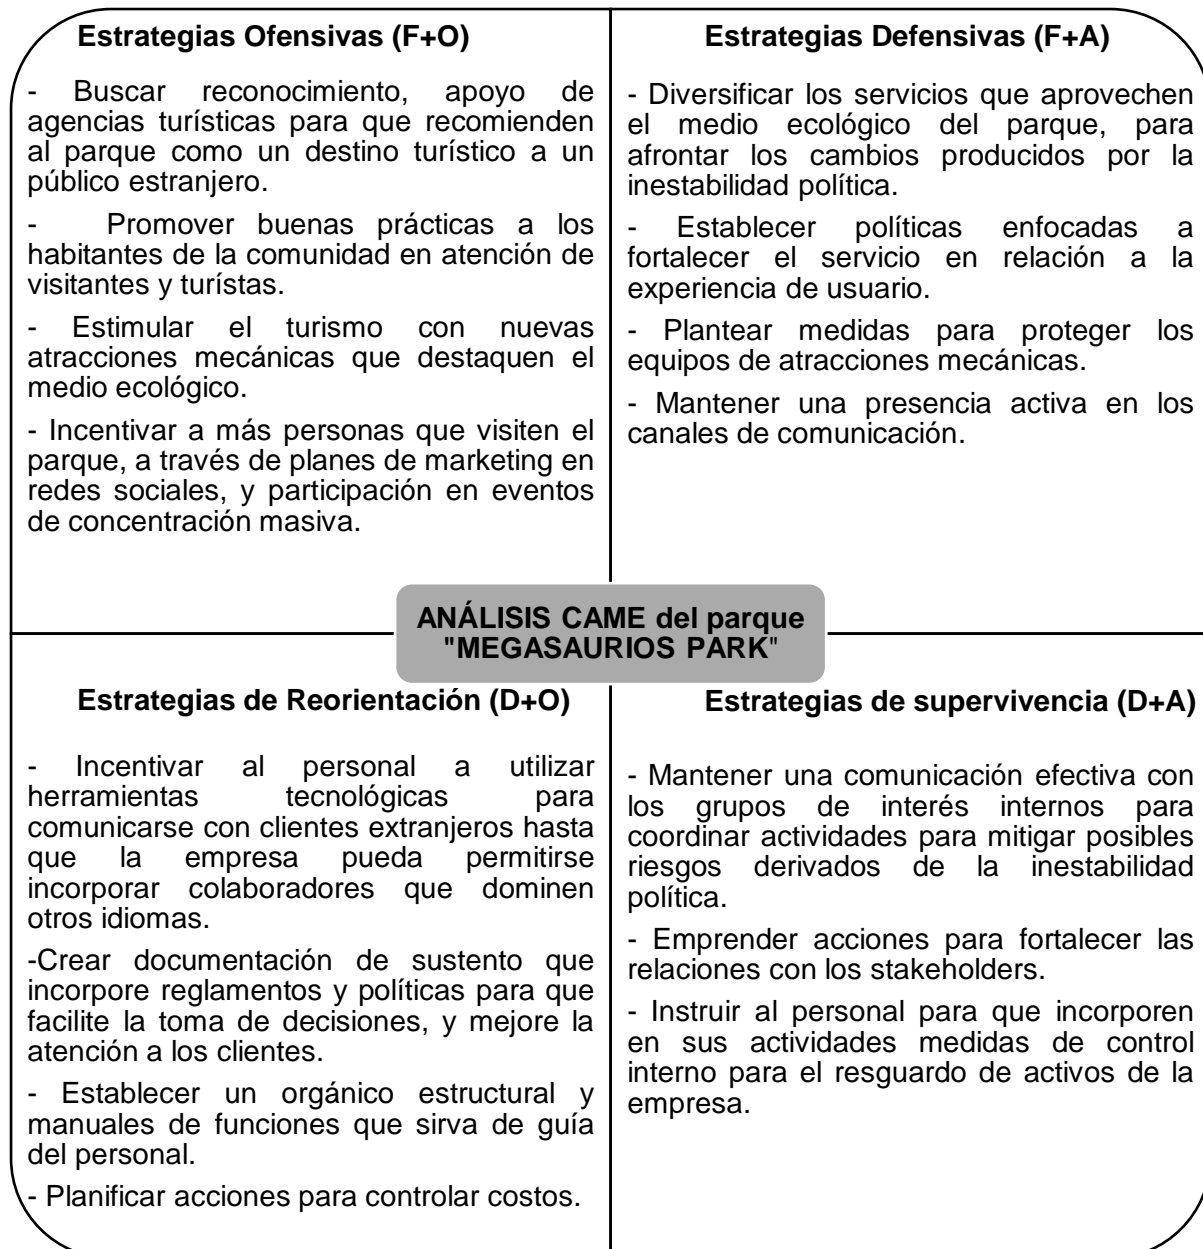 Estrategias Ofensivas (F+O)
- Buscar reconocimiento, apoyo de
agencias turísticas para que recomienden
al parque como un destino turístico a un
público estranjero.
- Promover buenas prácticas a los
habitantes de la comunidad en atención de
visitantes y turístas.
- Estimular el turismo con nuevas
atracciones mecánicas que destaquen el
medio ecológico.
- Incentivar a más personas que visiten el
parque, a través de planes de marketing en
redes sociales, y participación en eventos
de concentración masiva.
Estrategias Defensivas (F+A)
- Diversificar los servicios que aprovechen
el medio ecológico del parque, para
afrontar los cambios producidos por la
inestabilidad política.
- Establecer políticas enfocadas a
fortalecer el servicio en relación a la
experiencia de usuario.
- Plantear medidas para proteger los
equipos de atracciones mecánicas.
- Mantener una presencia activa en los
canales de comunicación.
ANÁLISIS CAME del parque
"MEGASAURIOS PARK"
Estrategias de Reorientación (D+O)
- Incentivar al personal a utilizar
herramientas tecnológicas para
comunicarse con clientes extranjeros hasta
que la empresa pueda permitirse
incorporar colaboradores que dominen
otros idiomas.
-Crear documentación de sustento que
incorpore reglamentos y políticas para que
facilite la toma de decisiones, y mejore la
atención a los clientes.
- Establecer un orgánico estructural y
manuales de funciones que sirva de guía
del personal.
- Planificar acciones para controlar costos.
Estrategias de supervivencia (D+A)
- Mantener una comunicación efectiva con
los grupos de interés internos para
coordinar actividades para mitigar posibles
riesgos derivados de la inestabilidad
política.
- Emprender acciones para fortalecer las
relaciones con los stakeholders.
- Instruir al personal para que incorporen
en sus actividades medidas de control
interno para el resguardo de activos de la
empresa.